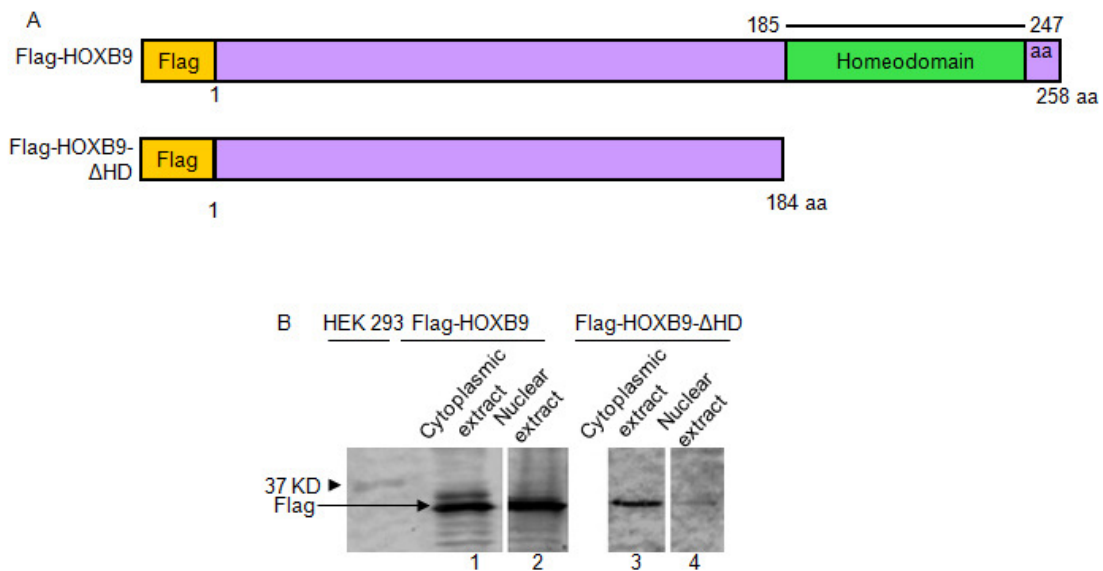 A
185 247
Flag-HOXB9
Flag
Homeodomain
aa
1
258 aa
Flag-HOXB9-
ΔHD
Flag
1
184 aa
B HEK 293 Flag-HOXB9 Flag-HOXB9-ΔHD
Cytoplasmic
extract
Nuclear
extract
Cytoplasmic
extract
Nuclear
extract
37 KD
Flag
1 2 3 4